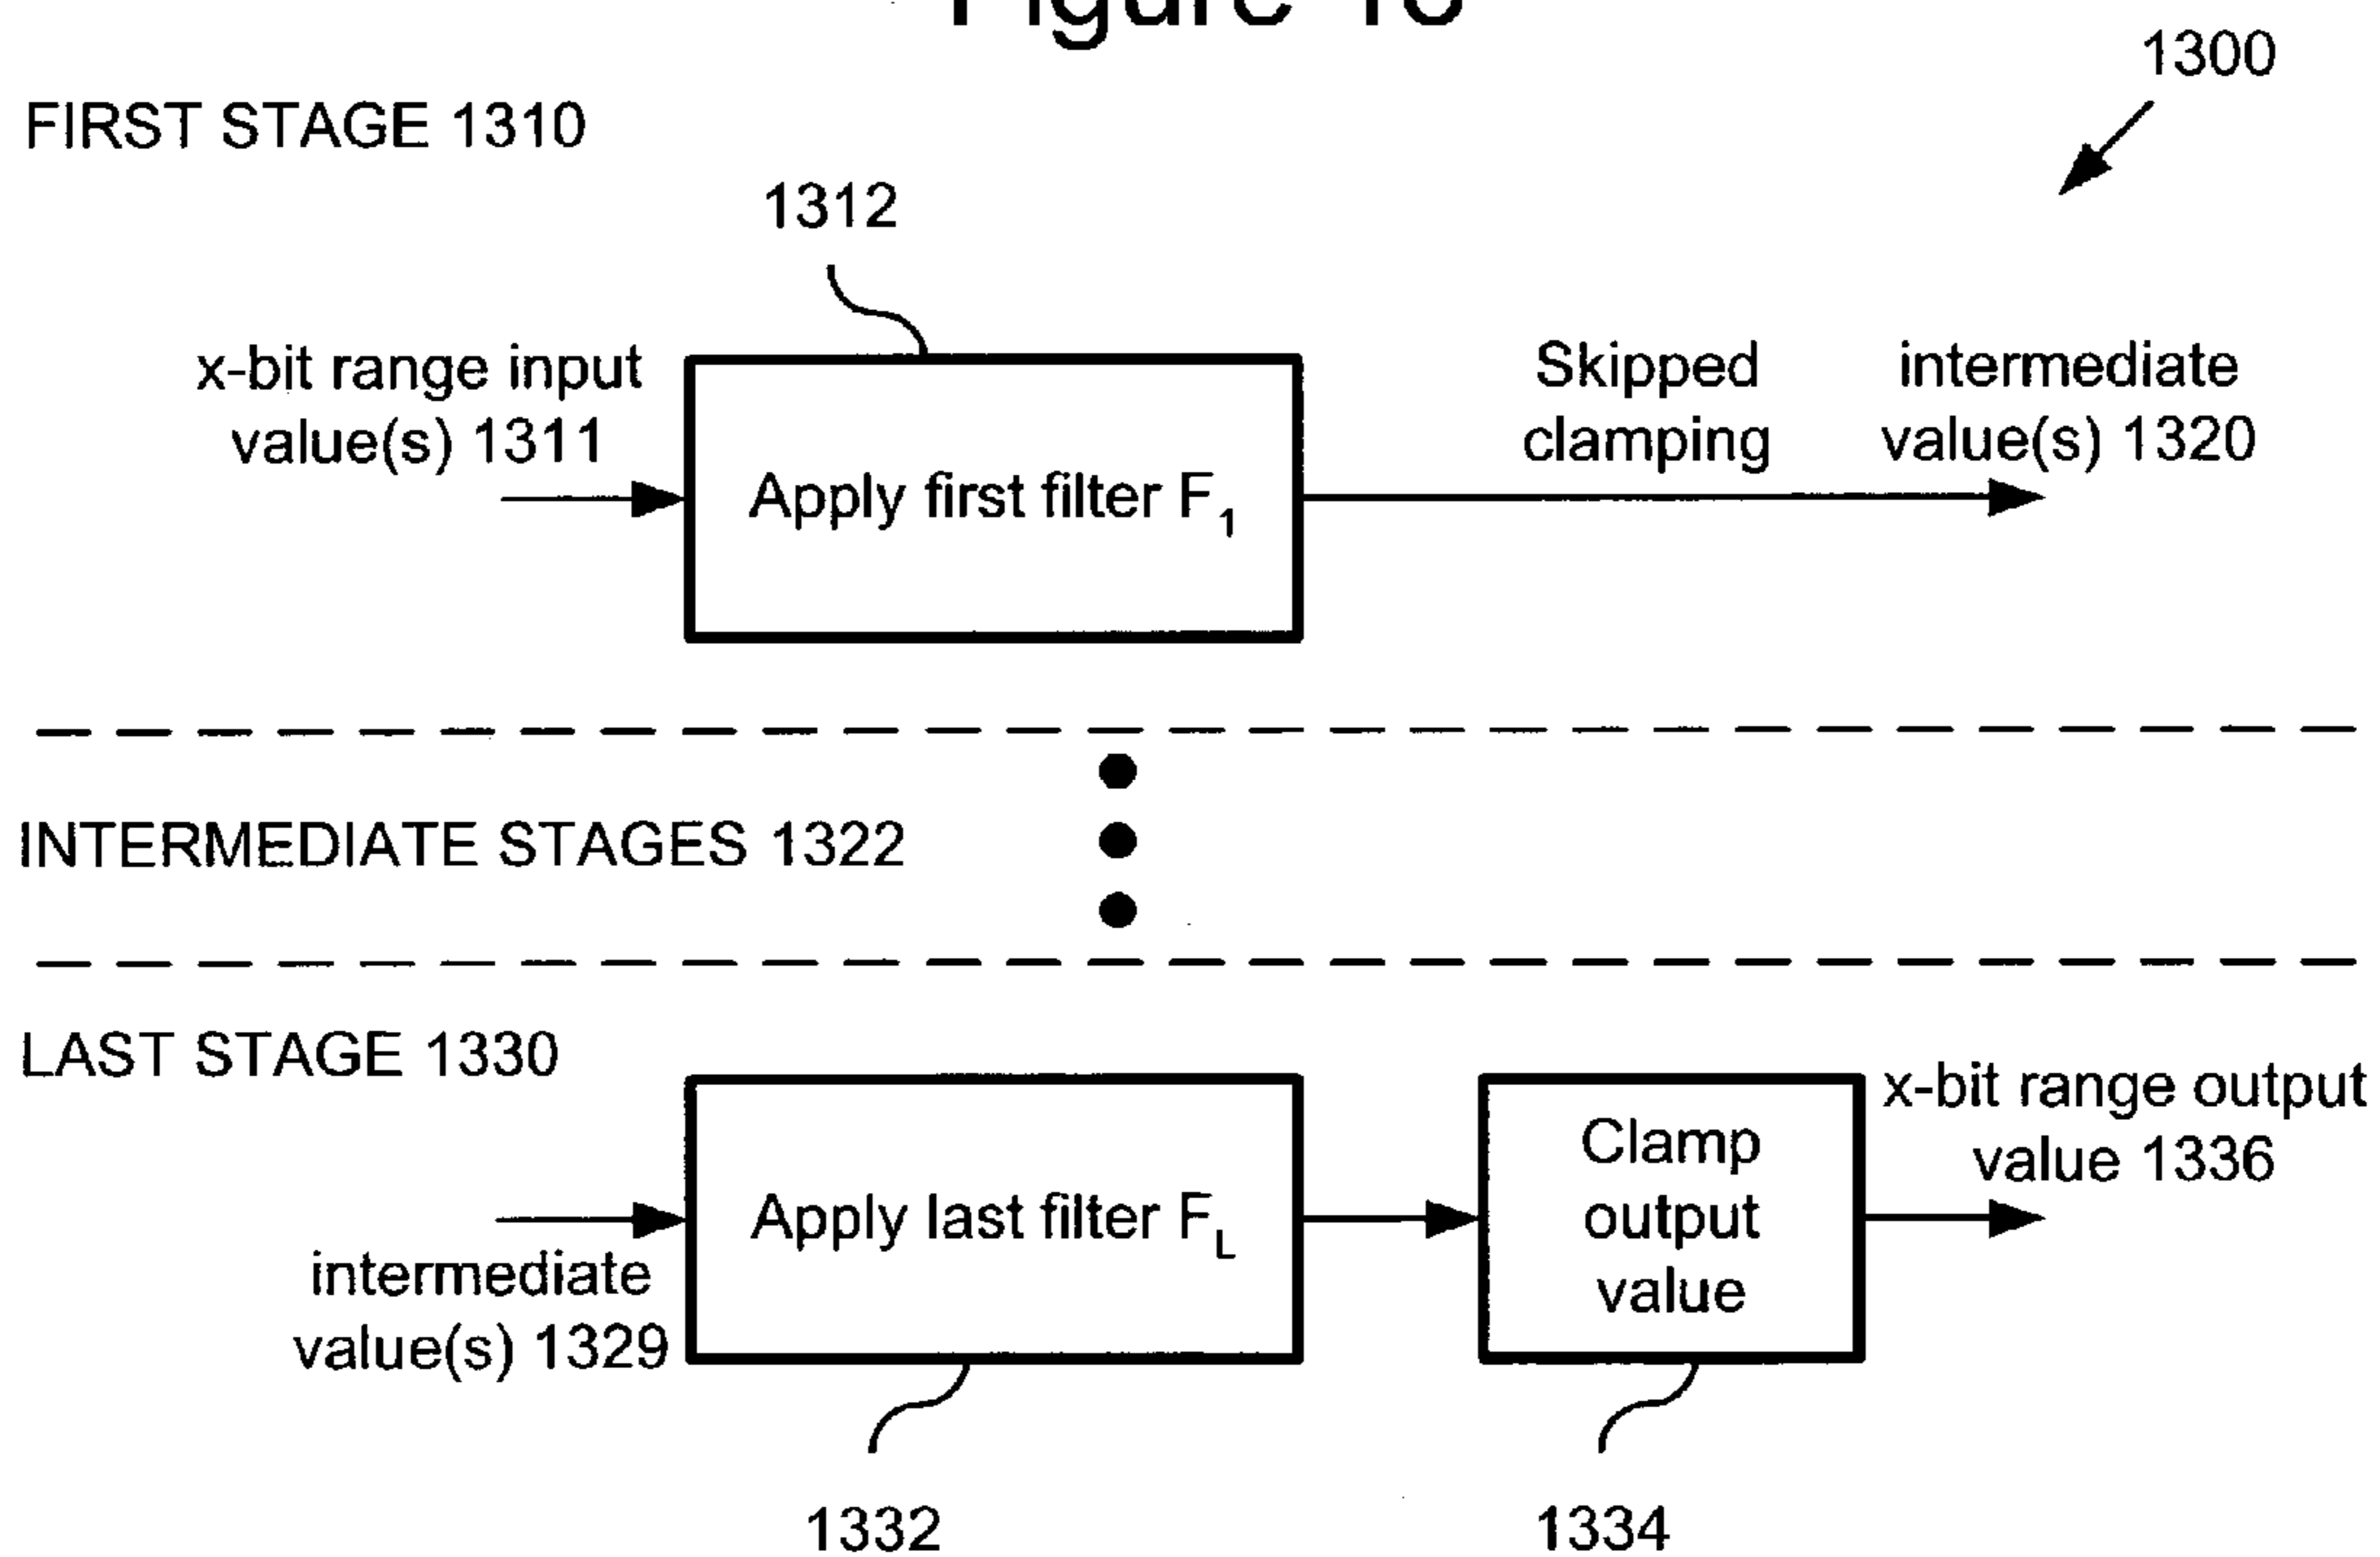 Figure 13
1300
FIRST STAGE 1310
1312
x-bit range input
value(s) 1311
Apply first filter F1
Skipped
clamping
intermediate
value(s) 1320
INTERMEDIATE STAGES 1322
LAST STAGE 1330
intermediate
value(s) 1329
Apply last filter FL
Clamp
output
value
x-bit range output
value 1336
1332
1334